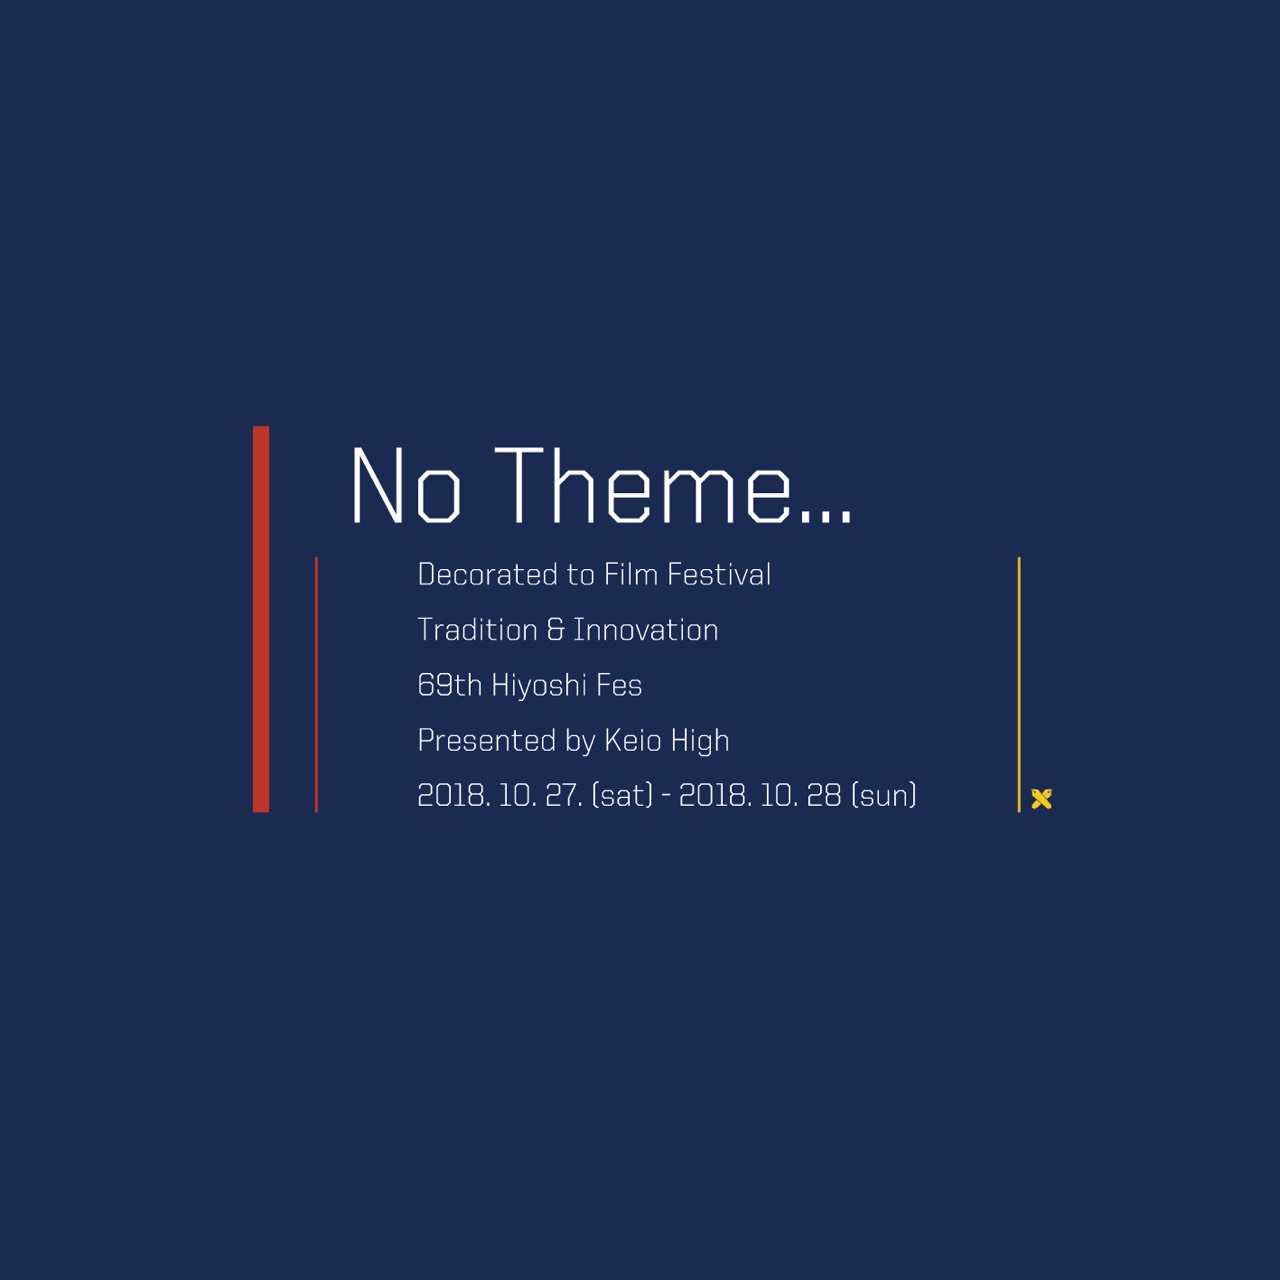 No Theme...
Decorated to Film Festival
Tradition & Innovation
69th Hiyoshi Fes
Presented by Keio High
2018. 10. 27. (sat) - 2018. 10. 28 (sun)